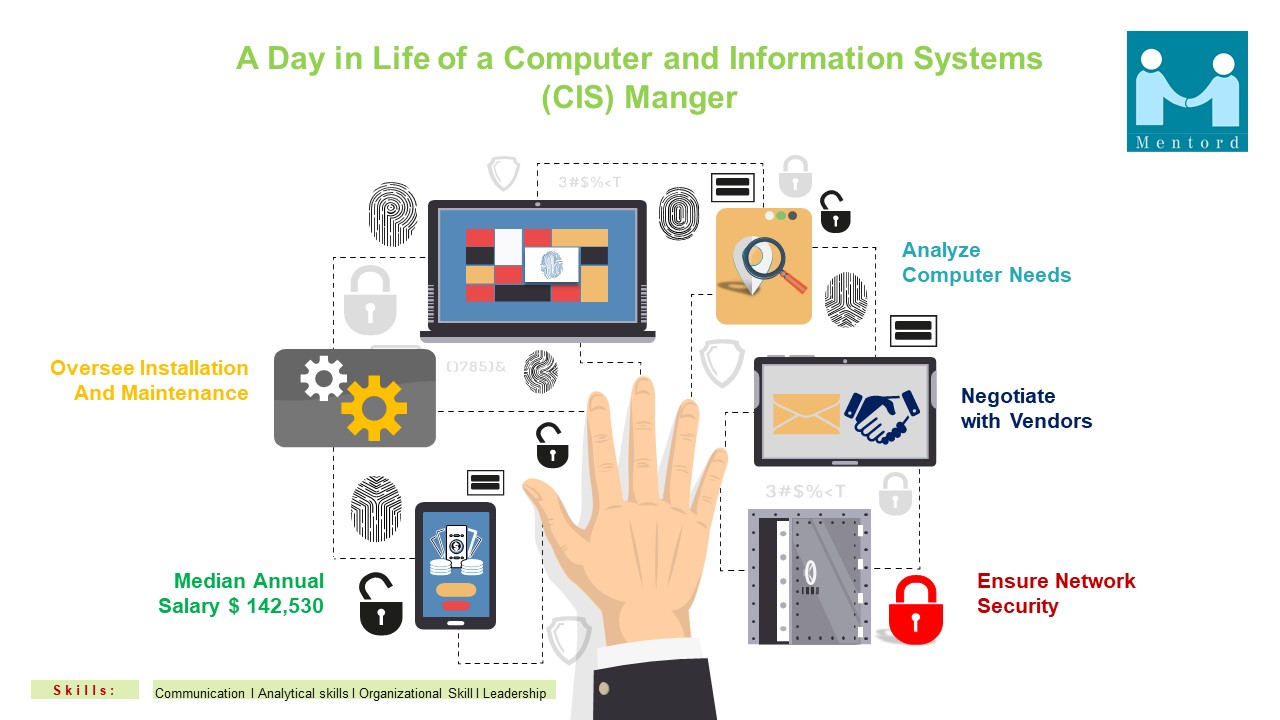 A Day in Life of a Computer and Information Systems
(CIS) Manger
Mentord
3#$%<T
Analyze
Computer Needs
Oversee Installation
And Maintenance
()785)&
Negotiate
with Vendors
3#$%<T
Median Annual
Salary $ 142,530
Ensure Network
Security
Skills:
Communication I Analytical skills I Organizational Skill I Leadership